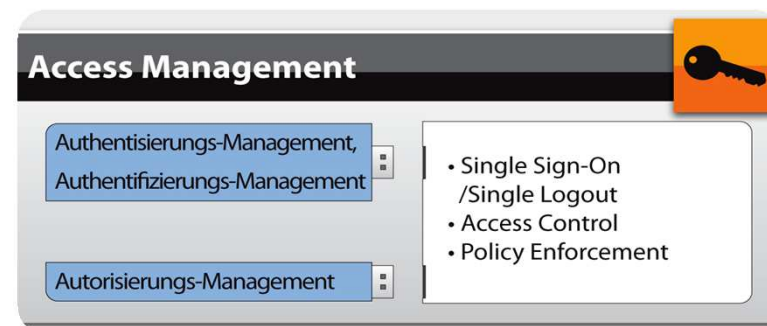 Access Management
Authentisierungs-Management,
Authentifizierungs-Management
Autorisierungs-Management
• Single Sign-On
/Single Logout
• Access Control
• Policy Enforcement